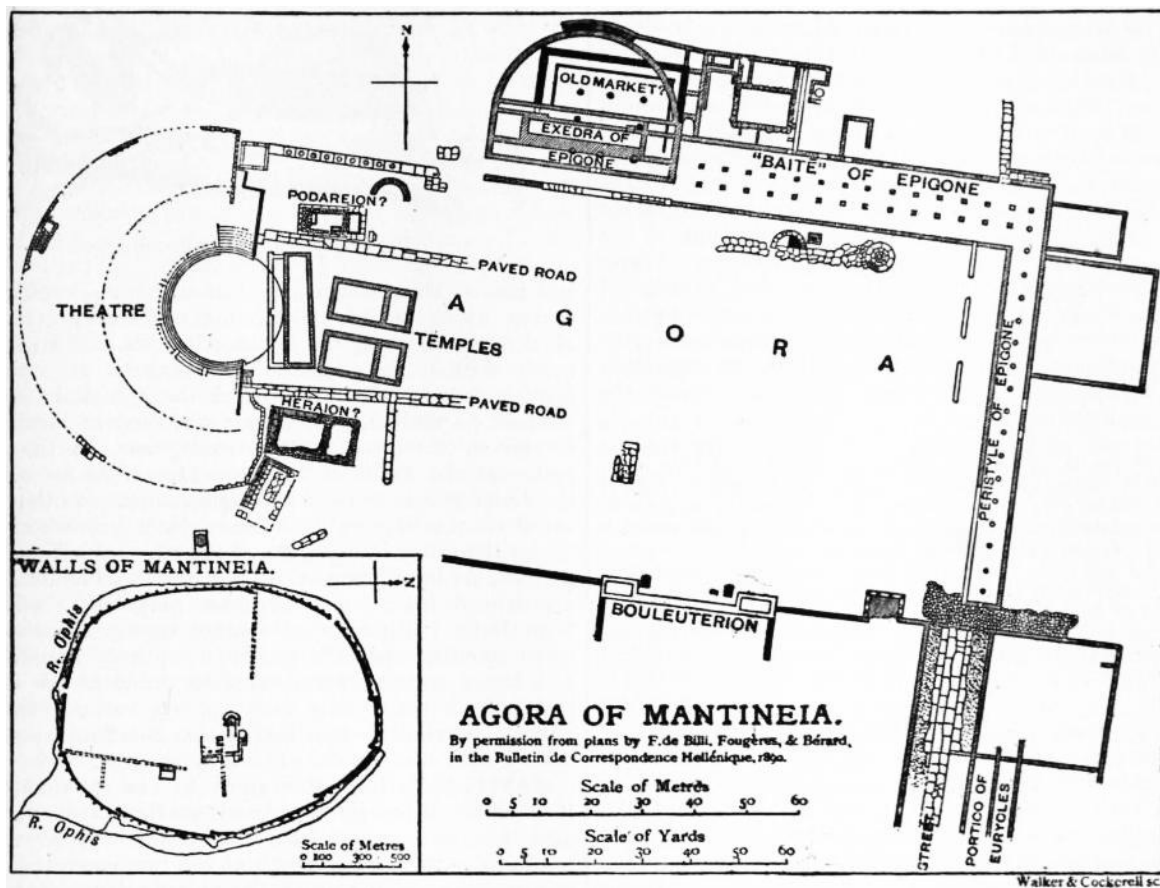 N
OLD MARKET?
EXEDRA OF
EPIGONE
"BAITE" OF EPIGONE
PODAREION?
PAVED ROAD
THEATRE
A G O R A
TEMPLES
PAVED ROAD
HERAION?
PERISTYLE OF EPIGONE
BOULEUTERION
STREET
PORTICO OF
EURYCLES
WALLS OF MANTINEIA.
N
R. Ophis
R. Ophis
Scale of Metres
0 100 300 500
AGORA OF MANTINEIA.
By permission from plans by F. de Billi, Fougères, & Bérard,
in the Bulletin de Correspondence Hellénique, 1890.
Scale of Metres
0 5 10 20 30 40 50 60
Scale of Yards
0 5 10 20 30 40 50 60
Walker & Cockerell sc.